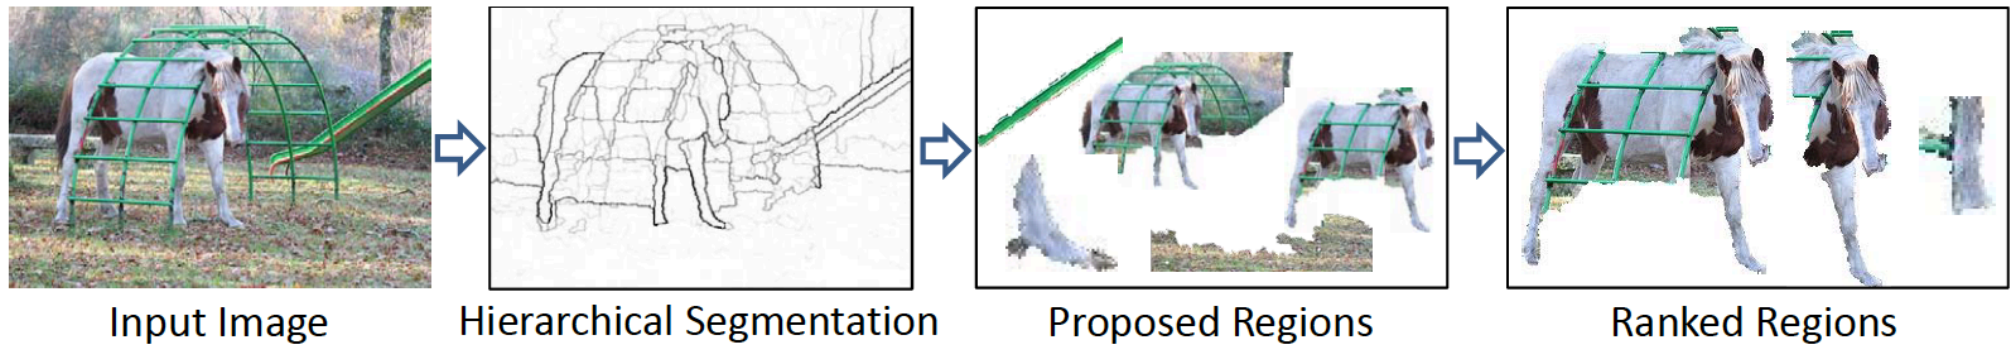 Input Image
Hierarchical Segmentation
Proposed Regions
Ranked Regions